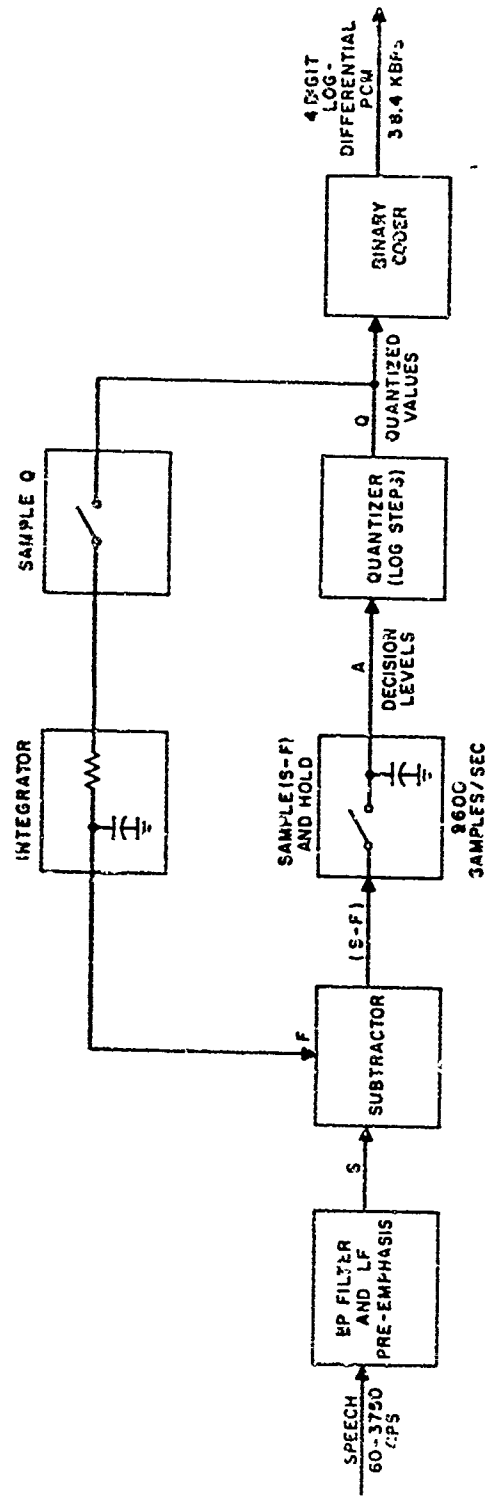 SPEECH
60-3750
CPS
BP FILTER
AND LF
PRE-EMPHASIS
S
SUBTRACTOR
F
(S-F)
SAMPLE (S-F)
AND HOLD
9600
SAMPLES/SEC
A
DECISION
LEVELS
QUANTIZER
(LOG STEPS)
Q
QUANTIZED
VALUES
BINARY
CODER
4 DIGIT
LOG-
DIFFERENTIAL
PCM
38.4 KBPS
INTEGRATOR
SAMPLE Q